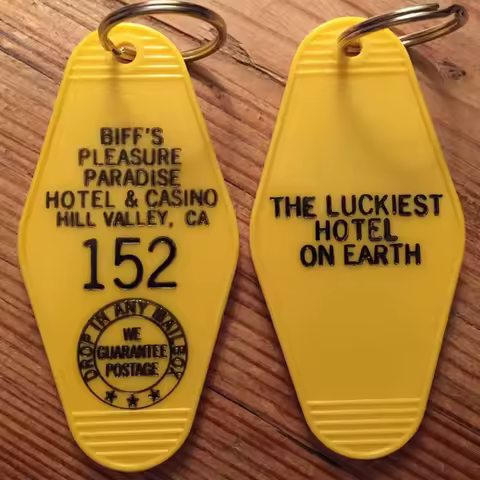 BIFF'S
PLEASURE
PARADISE
HOTEL & CASINO
HILL VALLEY, CA
152
DROP IN ANY MAILBOX
WE
GUARANTEE
POSTAGE
THE LUCKIEST
HOTEL
ON EARTH